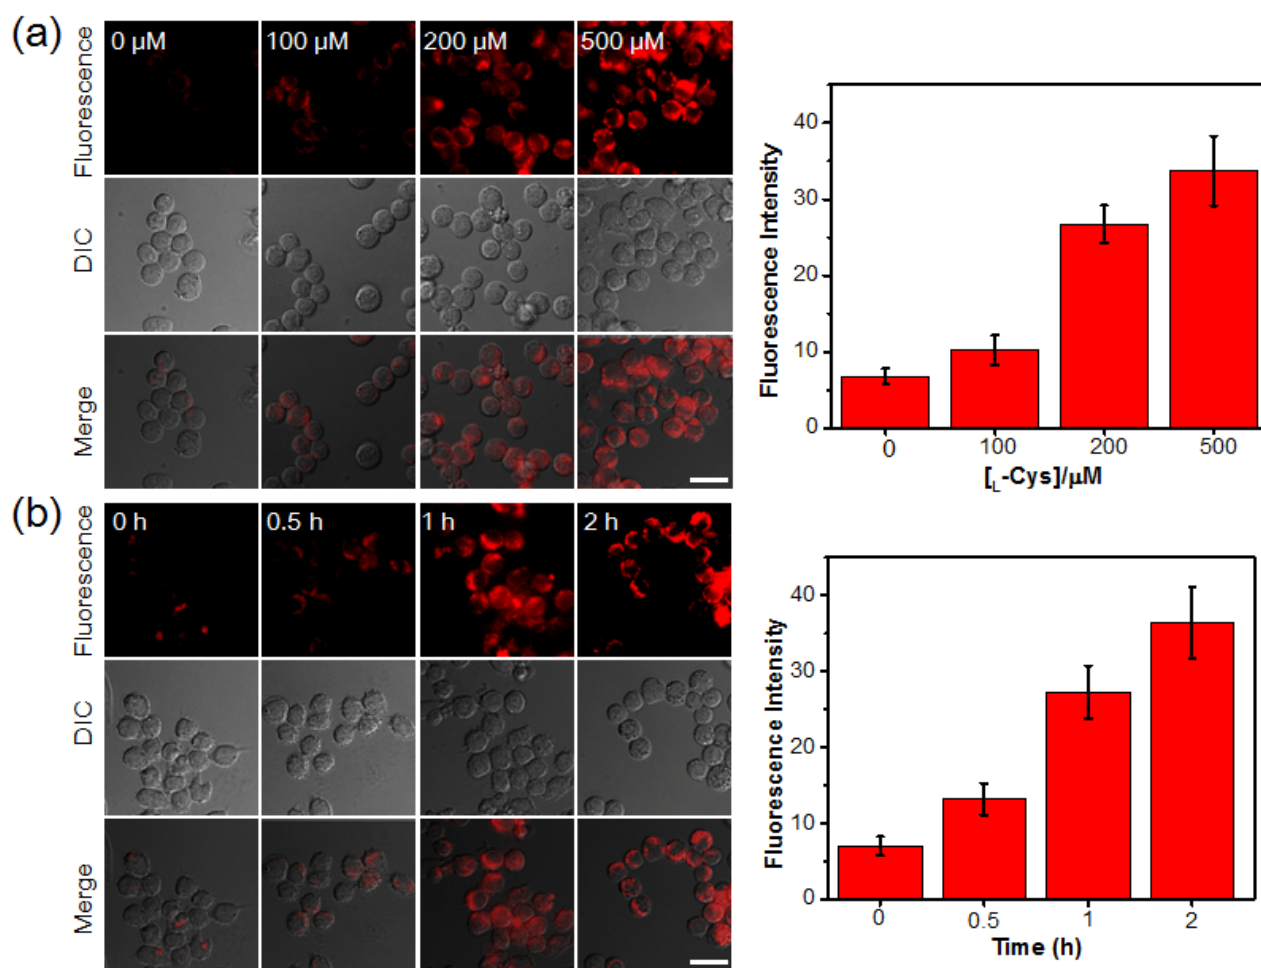 (a)
Fluorescence
0 µM
100 µM
200 µM
500 µM
DIC
Merge
Fluorescence Intensity
40
30
20
10
0
0
100
200
500
[L-Cys]/µM
(b)
Fluorescence
0 h
0.5 h
1 h
2 h
DIC
Merge
Fluorescence Intensity
40
30
20
10
0
0
0.5
1
2
Time (h)